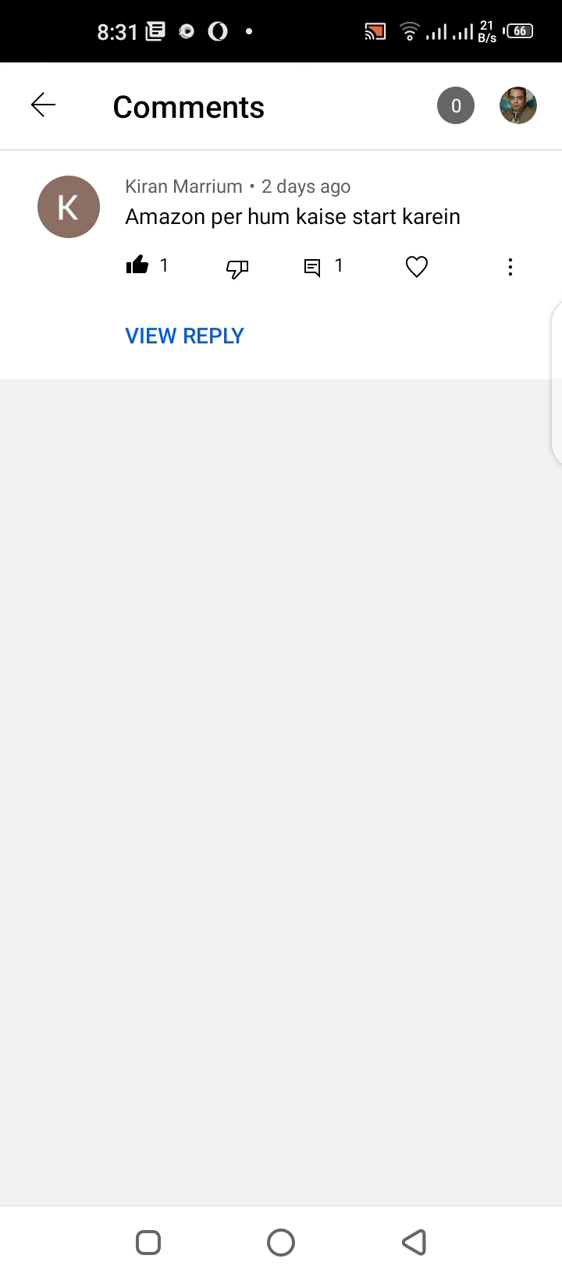 8:31 21 B/s 66
Comments 0
K
Kiran Marrium • 2 days ago
Amazon per hum kaise start karein
1 1
VIEW REPLY